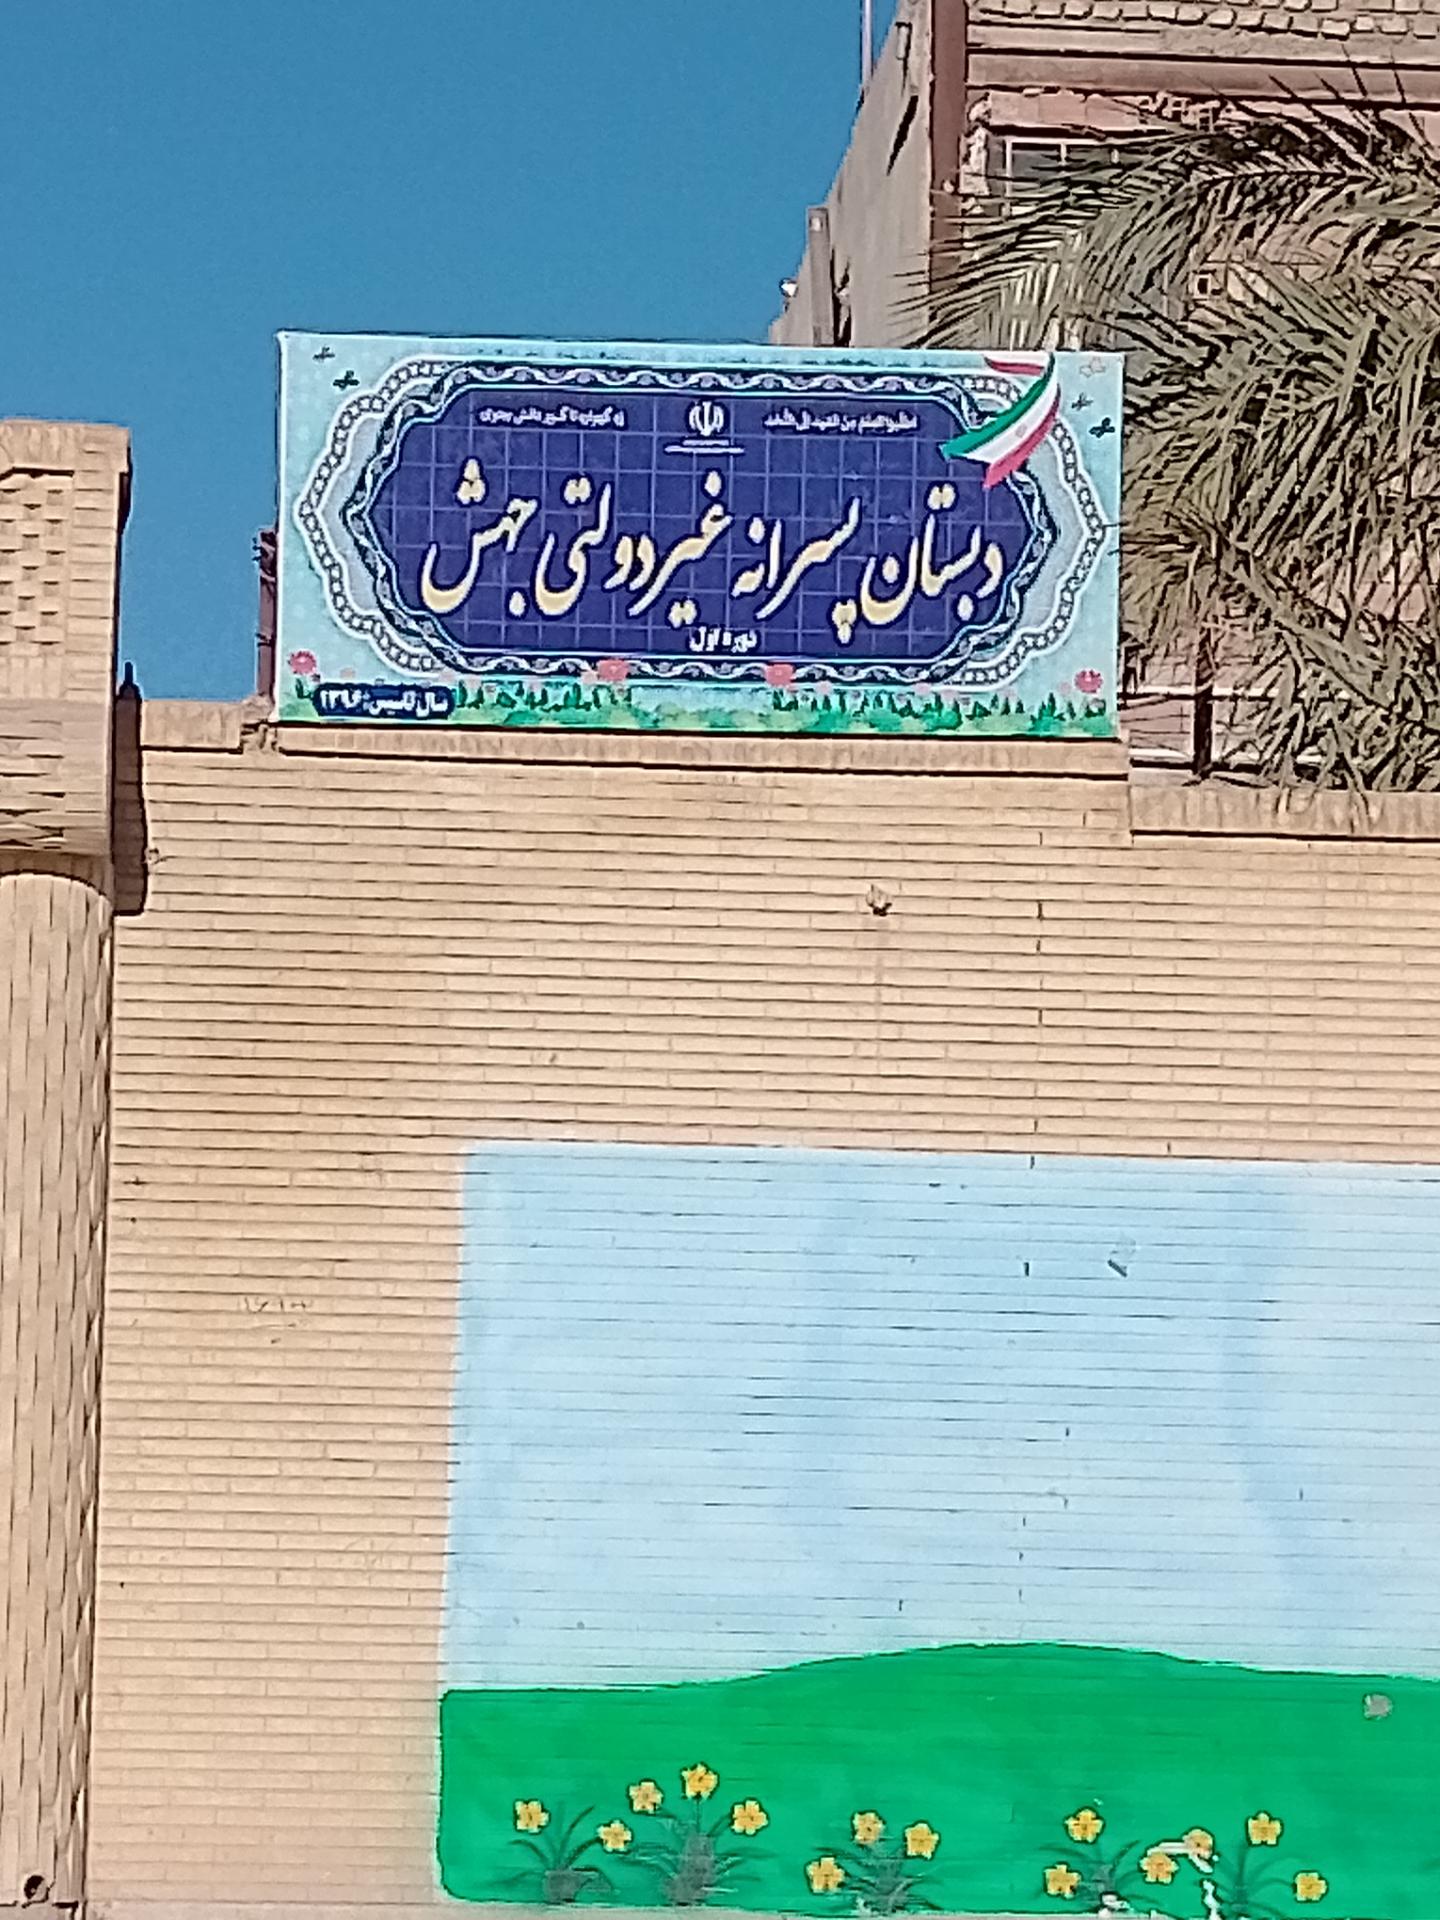 اطلبوا العلم من المهد الی اللحد
ز گهواره تا گور دانش بجوی
دبستان پسرانه غیردولتی جهش
دوره اول
سال تاسیس: ۱۳۹۶